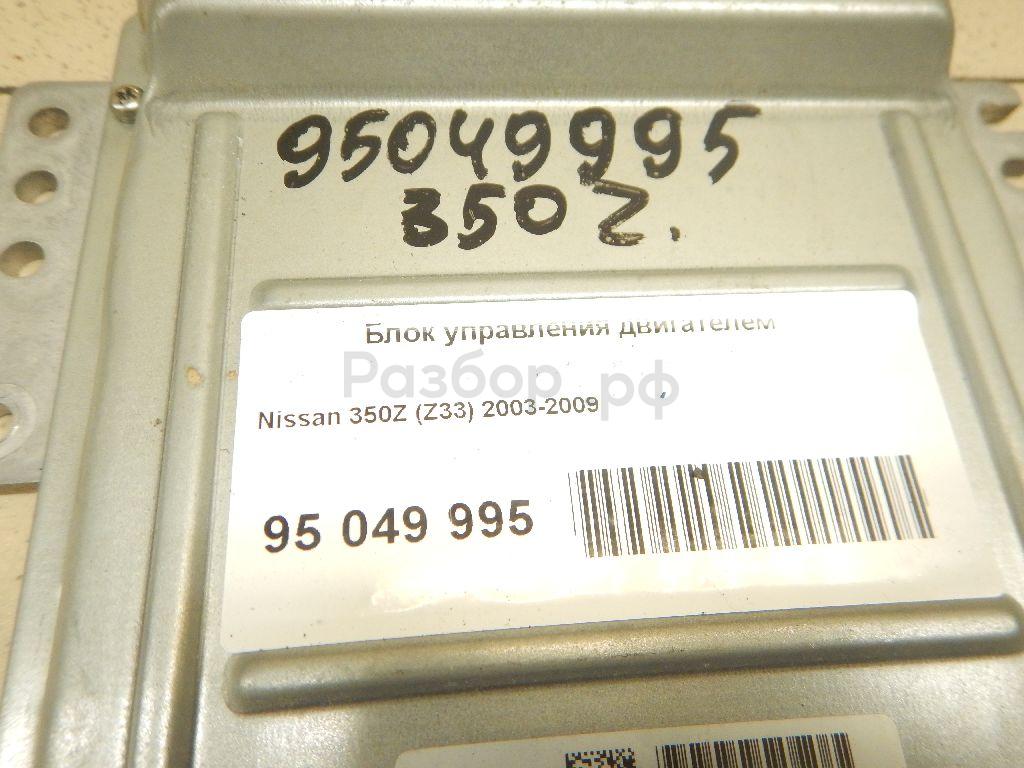 95049995
350Z.
Блок управления двигателем
Разбор.рф
Nissan 350Z (Z33) 2003-2009
95 049 995